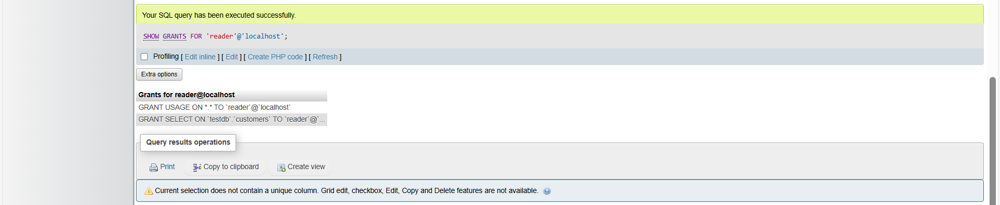 Your SQL query has been executed successfully.
SHOW GRANTS FOR 'reader'@'localhost';
Profiling [ Edit inline ] [ Edit ] [ Create PHP code ] [ Refresh ]
Extra options
Grants for reader@localhost
GRANT USAGE ON *.* TO `reader`@`localhost`
GRANT SELECT ON `testdb`.`customers` TO `reader`@`...
Query results operations
Print Copy to clipboard Create view
Current selection does not contain a unique column. Grid edit, checkbox, Edit, Copy and Delete features are not available.